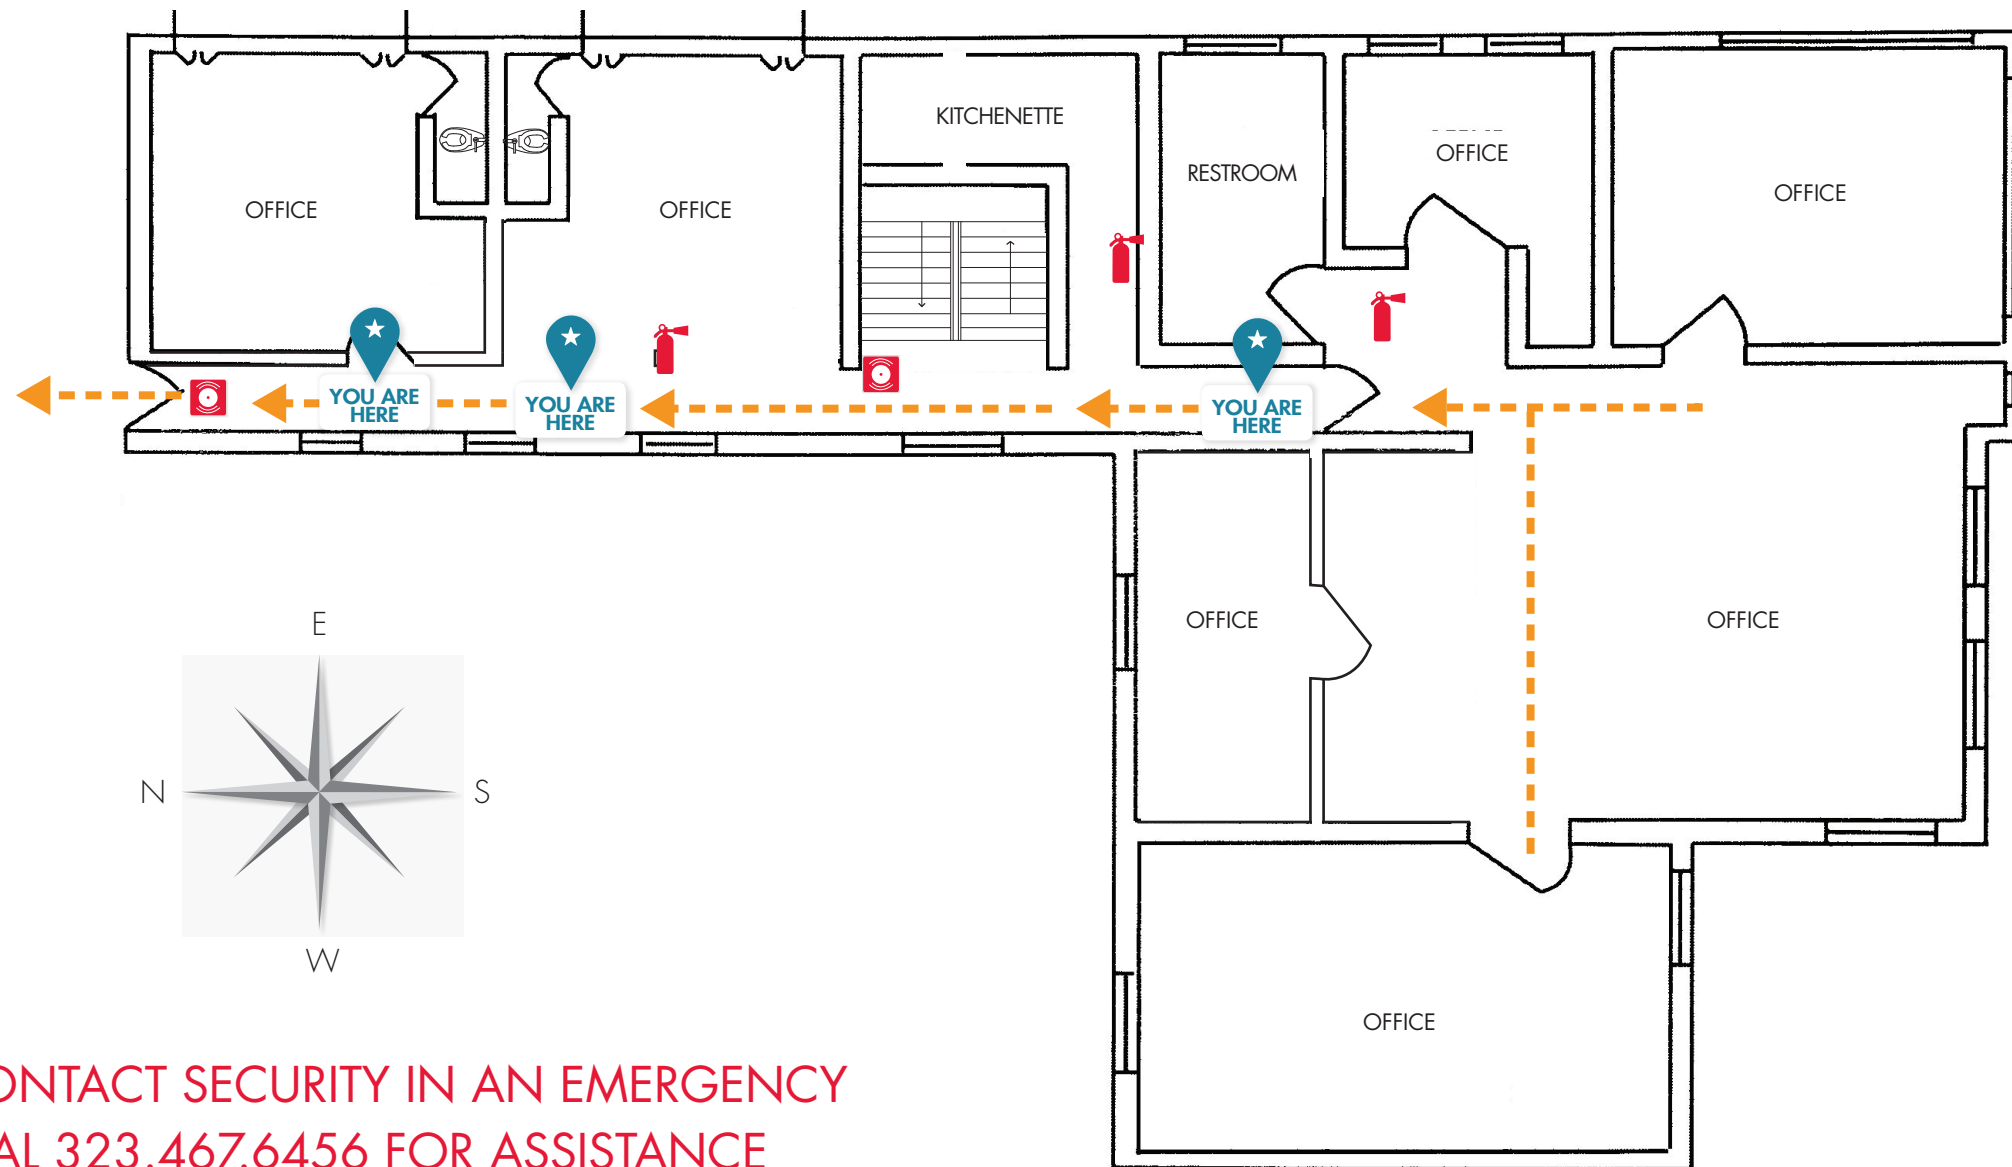 KITCHENETTE
OFFICE
RESTROOM
OFFICE
OFFICE
OFFICE
OFFICE
YOU ARE
HERE
YOU ARE
HERE
YOU ARE
HERE
OFFICE
OFFICE
E
N
S
W
OFFICE
ONTACT SECURITY IN AN EMERGENCY
AL 323.467.6456 FOR ASSISTANCE